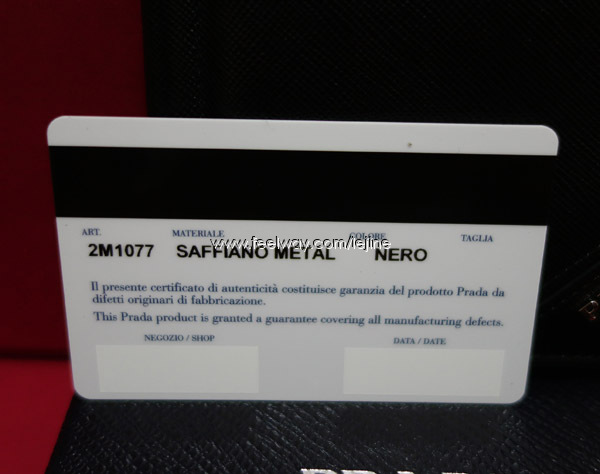 ART. MATERIALE COLORE TAGLIA
2M1077 SAFFIANO METAL NERO
www.feelway.com/lejine
Il presente certificato di autenticità costituisce garanzia del prodotto Prada da
difetti originari di fabbricazione.
This Prada product is granted a guarantee covering all manufacturing defects.
NEGOZIO / SHOP DATA / DATE